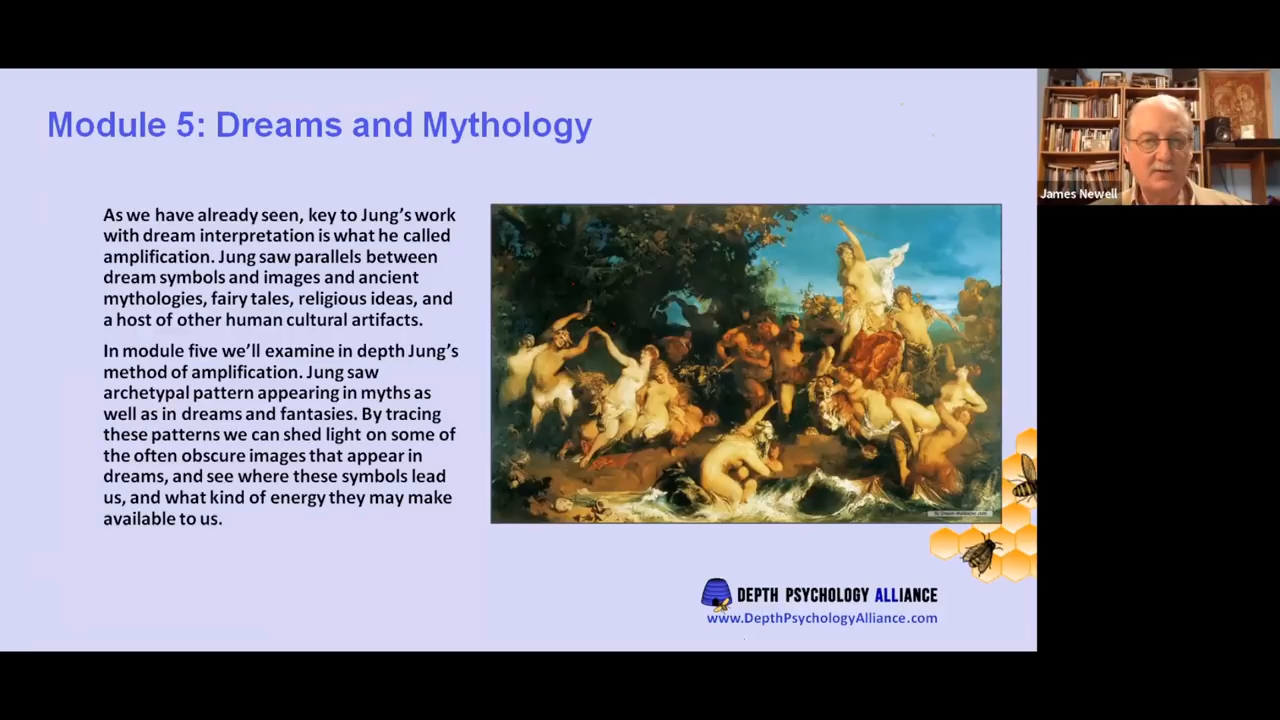 Module 5: Dreams and Mythology
James Newell
As we have already seen, key to Jung's work
with dream interpretation is what he called
amplification. Jung saw parallels between
dream symbols and images and ancient
mythologies, fairy tales, religious ideas, and
a host of other human cultural artifacts.
In module five we'll examine in depth Jung's
method of amplification. Jung saw
archetypal pattern appearing in myths as
well as in dreams and fantasies. By tracing
these patterns we can shed light on some of
the often obscure images that appear in
dreams, and see where these symbols lead
us, and what kind of energy they may make
available to us.
DEPTH PSYCHOLOGY ALLIANCE
www.DepthPsychologyAlliance.com